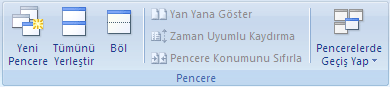 Yeni
Pencere
Tümünü
Yerleştir
Böl
Yan Yana Göster
Zaman Uyumlu Kaydırma
Pencere Konumunu Sıfırla
Pencerelerde
Geçiş Yap
Pencere